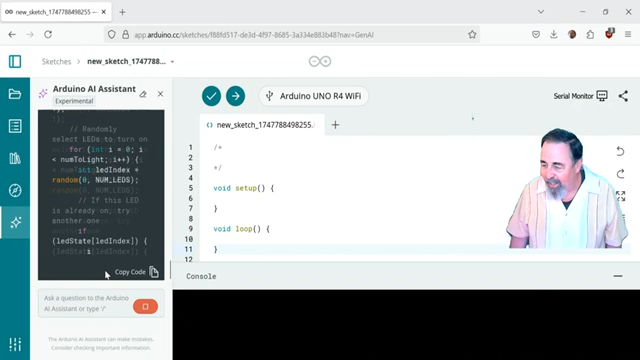 new_sketch_1747788498255 —
app.arduino.cc/sketches/f88fd517-de3d-4f97-8685-3a334e883b48?nav=GenAI
Sketches
new_sketch_1747788...
Arduino AI Assistant
Experimental
Arduino UNO R4 WiFi
Serial Monitor
new_sketch_1747788498255.
// Randomly
select LEDs to turn on
for (int i = 0; i
< numToLight; i++) {
ledIndex =
random(0, NUM_LEDS);
// If this LED
is already on, try
another one
if
(ledState[ledIndex]) {
Copy Code
Ask a question to the Arduino
AI Assistant or type '/'
The Arduino AI Assistant can make mistakes.
Consider checking important information.
1 /*
2
3 */
4
5 void setup() {
6
7 }
8
9 void loop() {
10
11 }
12
Console